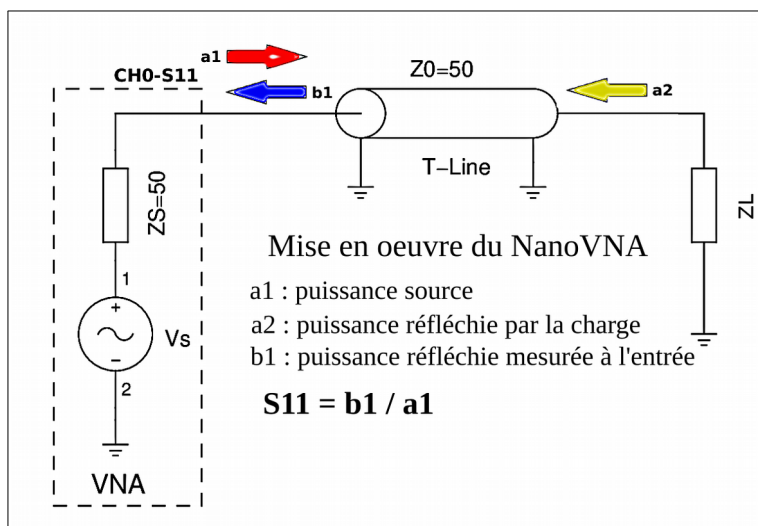 a1
CH0-S11
b1
Z0=50
a2
T-Line
ZS=50
ZL
1
+
Vs
-
2
VNA
Mise en oeuvre du NanoVNA
a1 : puissance source
a2 : puissance réfléchie par la charge
b1 : puissance réfléchie mesurée à l'entrée
S11 = b1 / a1